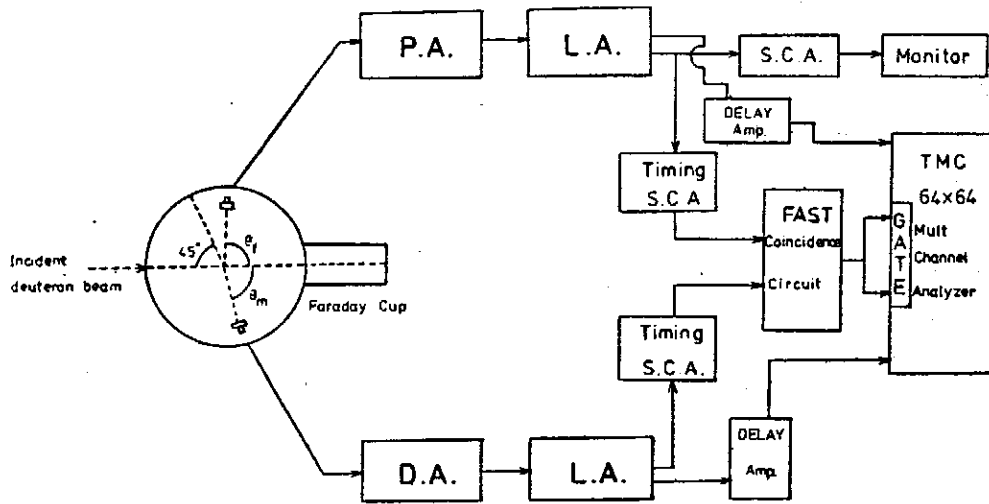 P.A.
L.A.
S.C.A.
Monitor
DELAY
Amp.
TMC
64×64
Timing
S.C.A
FAST
Coincidence
Circuit
GATE
Mult
Channel
Analyzer
45°
θf
θm
Incident
deuteron beam
Faraday Cup
Timing
S.C.A.
D.A.
L.A.
DELAY
Amp.